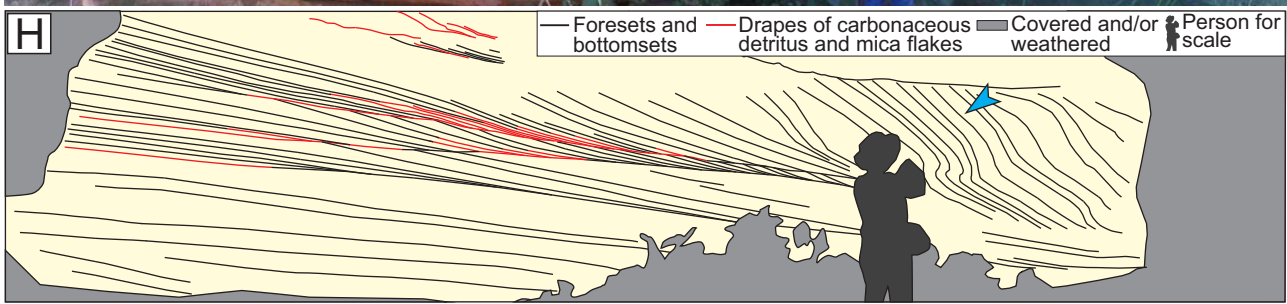 H
Foresets and
bottomsets
Drapes of carbonaceous
detritus and mica flakes
Covered and/or
weathered
Person for
scale